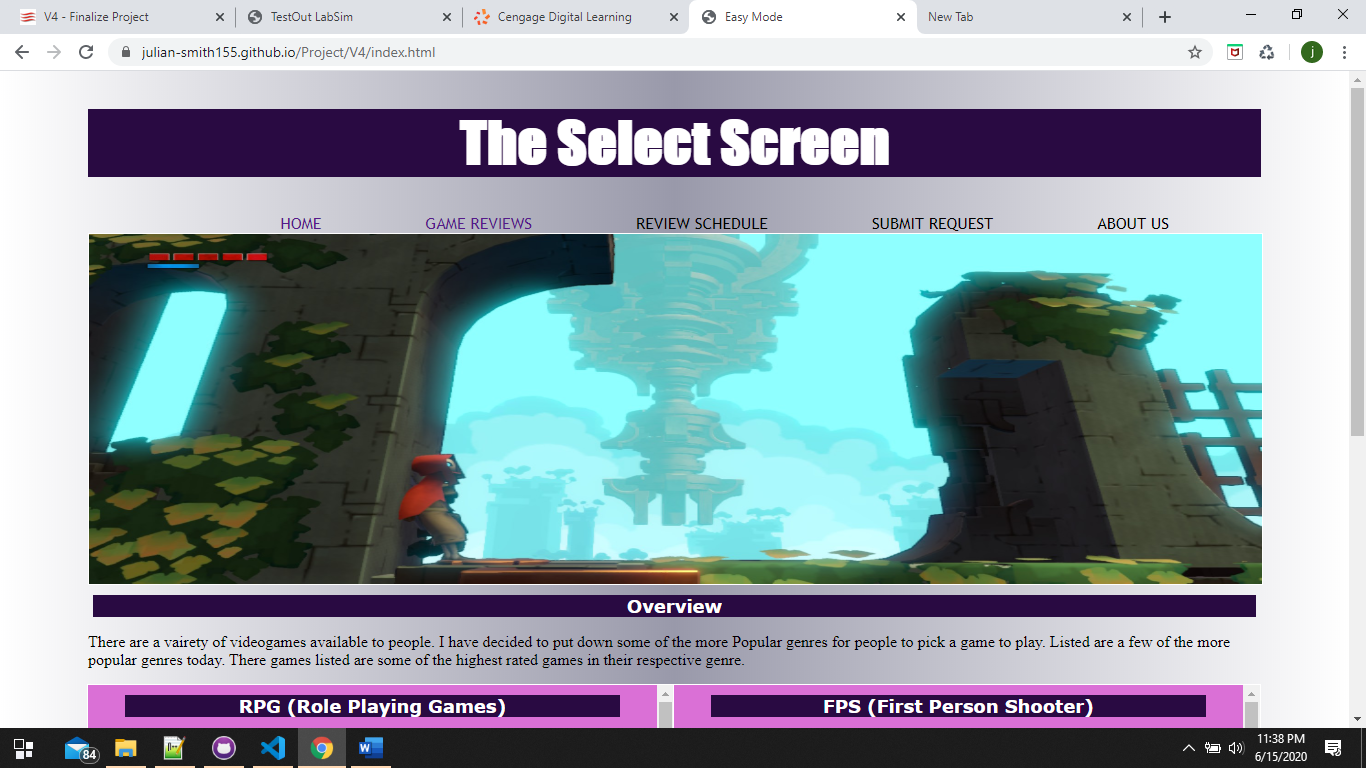 V4 - Finalize Project
TestOut LabSim
Cengage Digital Learning
Easy Mode
New Tab
julian-smith155.github.io/Project/V4/index.html
j
The Select Screen
HOME GAME REVIEWS REVIEW SCHEDULE SUBMIT REQUEST ABOUT US
Overview
There are a vairety of videogames available to people. I have decided to put down some of the more Popular genres for people to pick a game to play. Listed are a few of the more
popular genres today. There games listed are some of the highest rated games in their respective genre.
RPG (Role Playing Games)
FPS (First Person Shooter)
84
11:38 PM
6/15/2020